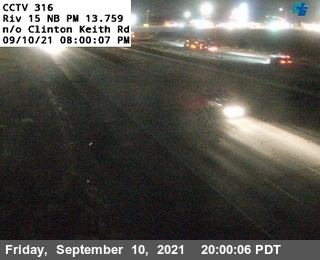 CCTV 316
Riv 15 NB PM 13.759
n/o Clinton Keith Rd
09/10/21 08:00:07 PM
Friday, September 10, 2021 20:00:06 PDT